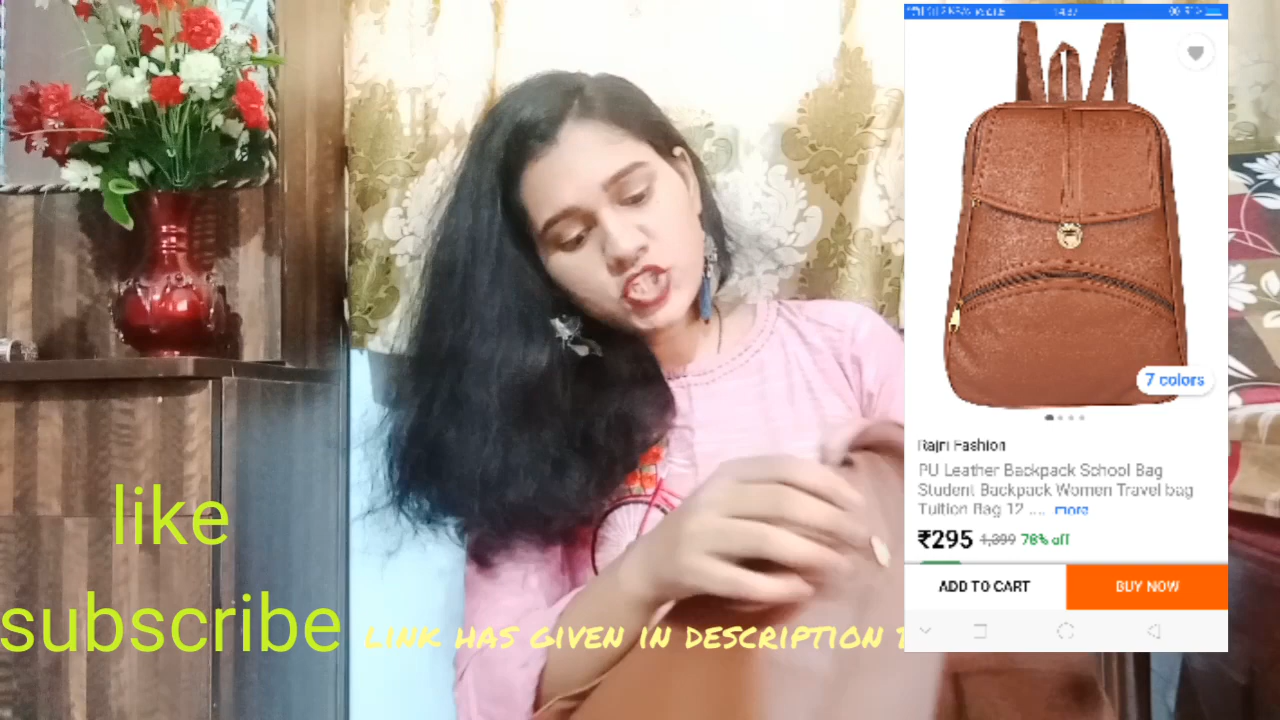 like
subscribe
LINK HAS GIVEN IN DESCRIPTION
7 colors
Rajni Fashion
PU Leather Backpack School Bag
Student Backpack Women Travel bag
Tuition Bag 12 .... more
₹295 1,399 78% off
ADD TO CART BUY NOW